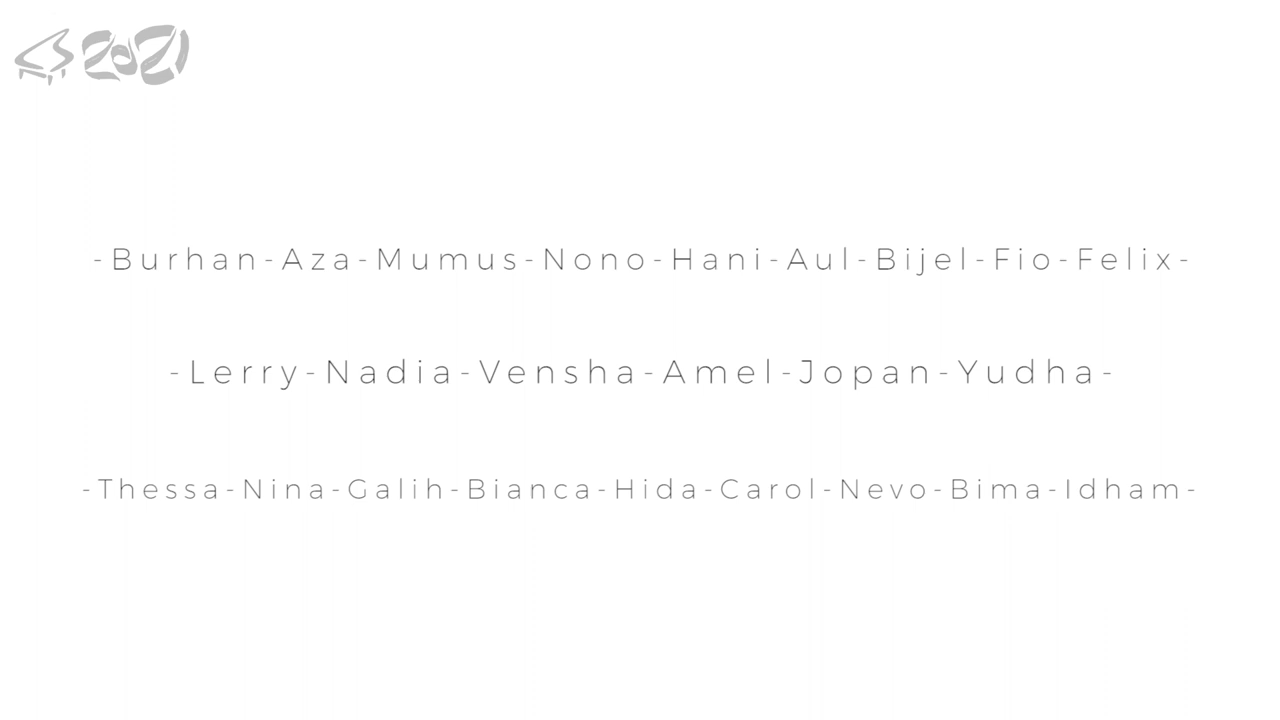 2021
-Burhan-Aza-Mumus-Nono-Hani-Aul-Bijel-Fio-Felix-
-Lerry-Nadia-Vensha-Amel-Jopan-Yudha-
-Thessa-Nina-Galih-Bianca-Hida-Carol-Nevo-Bima-Idham-